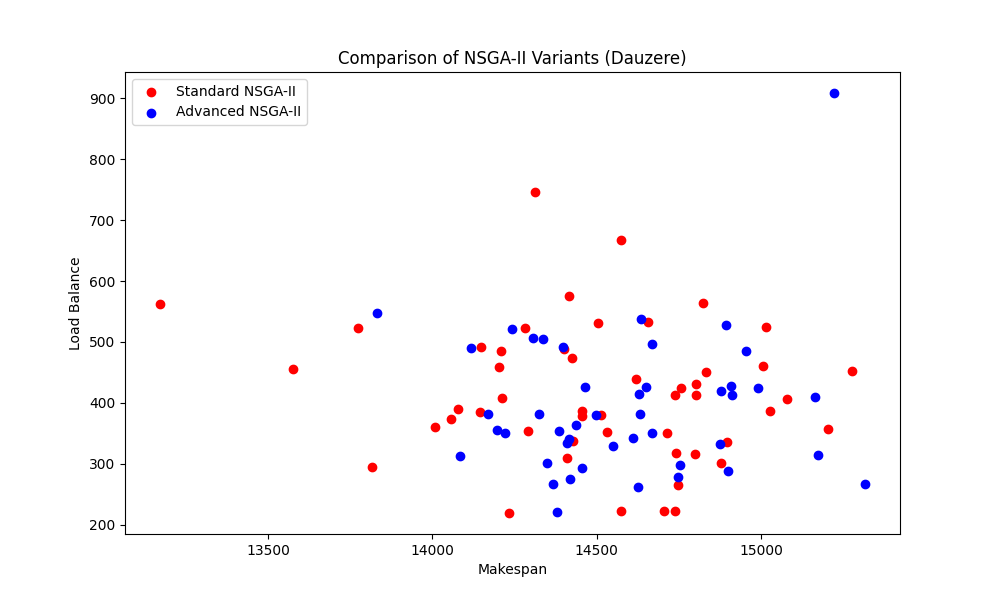 Comparison of NSGA-II Variants (Dauzere)
Standard NSGA-II
Advanced NSGA-II
Load Balance
900
800
700
600
500
400
300
200
13500
14000
14500
15000
Makespan